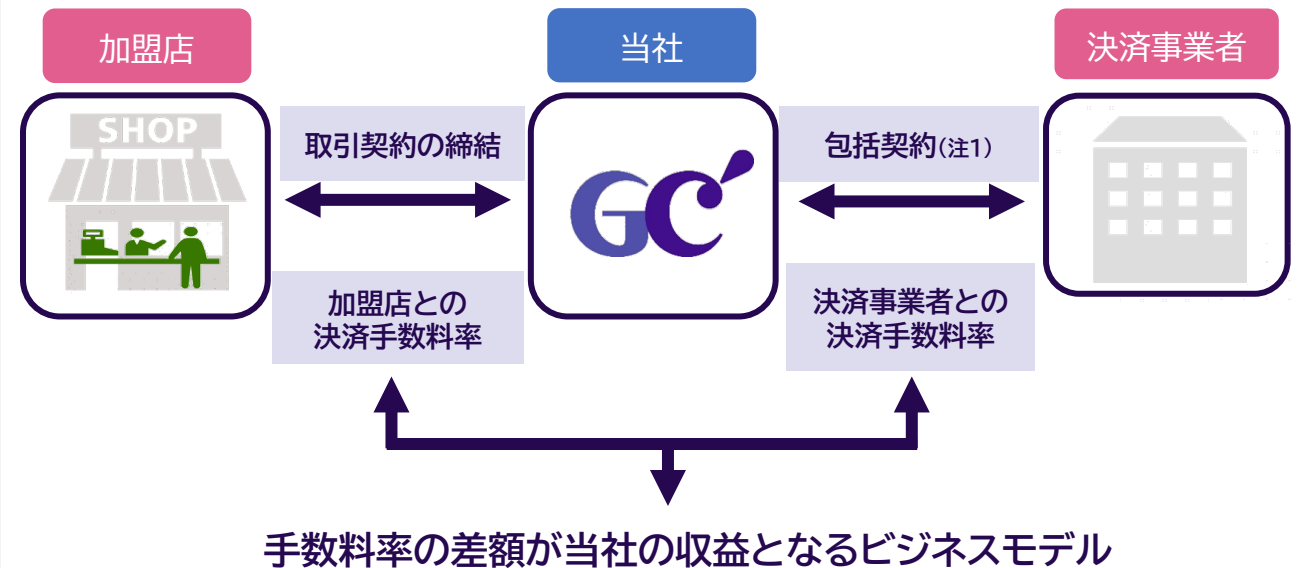 加盟店
当社
決済事業者
SHOP
取引契約の締結
GC
包括契約(注1)
加盟店との
決済手数料率
決済事業者との
決済手数料率
手数料率の差額が当社の収益となるビジネスモデル